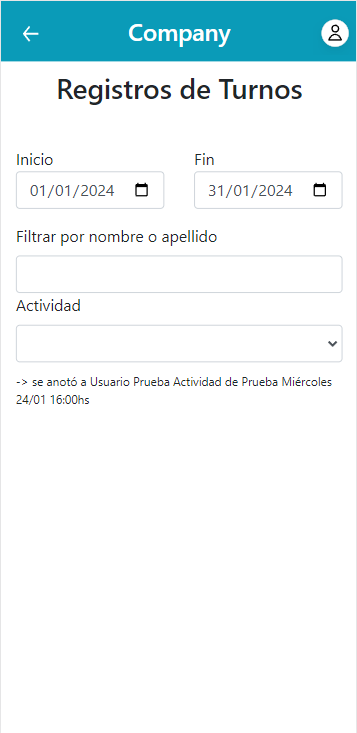 Company
Registros de Turnos
Inicio
Fin
01/01/2024
31/01/2024
Filtrar por nombre o apellido
Actividad
-> se anotó a Usuario Prueba Actividad de Prueba Miércoles
24/01 16:00hs